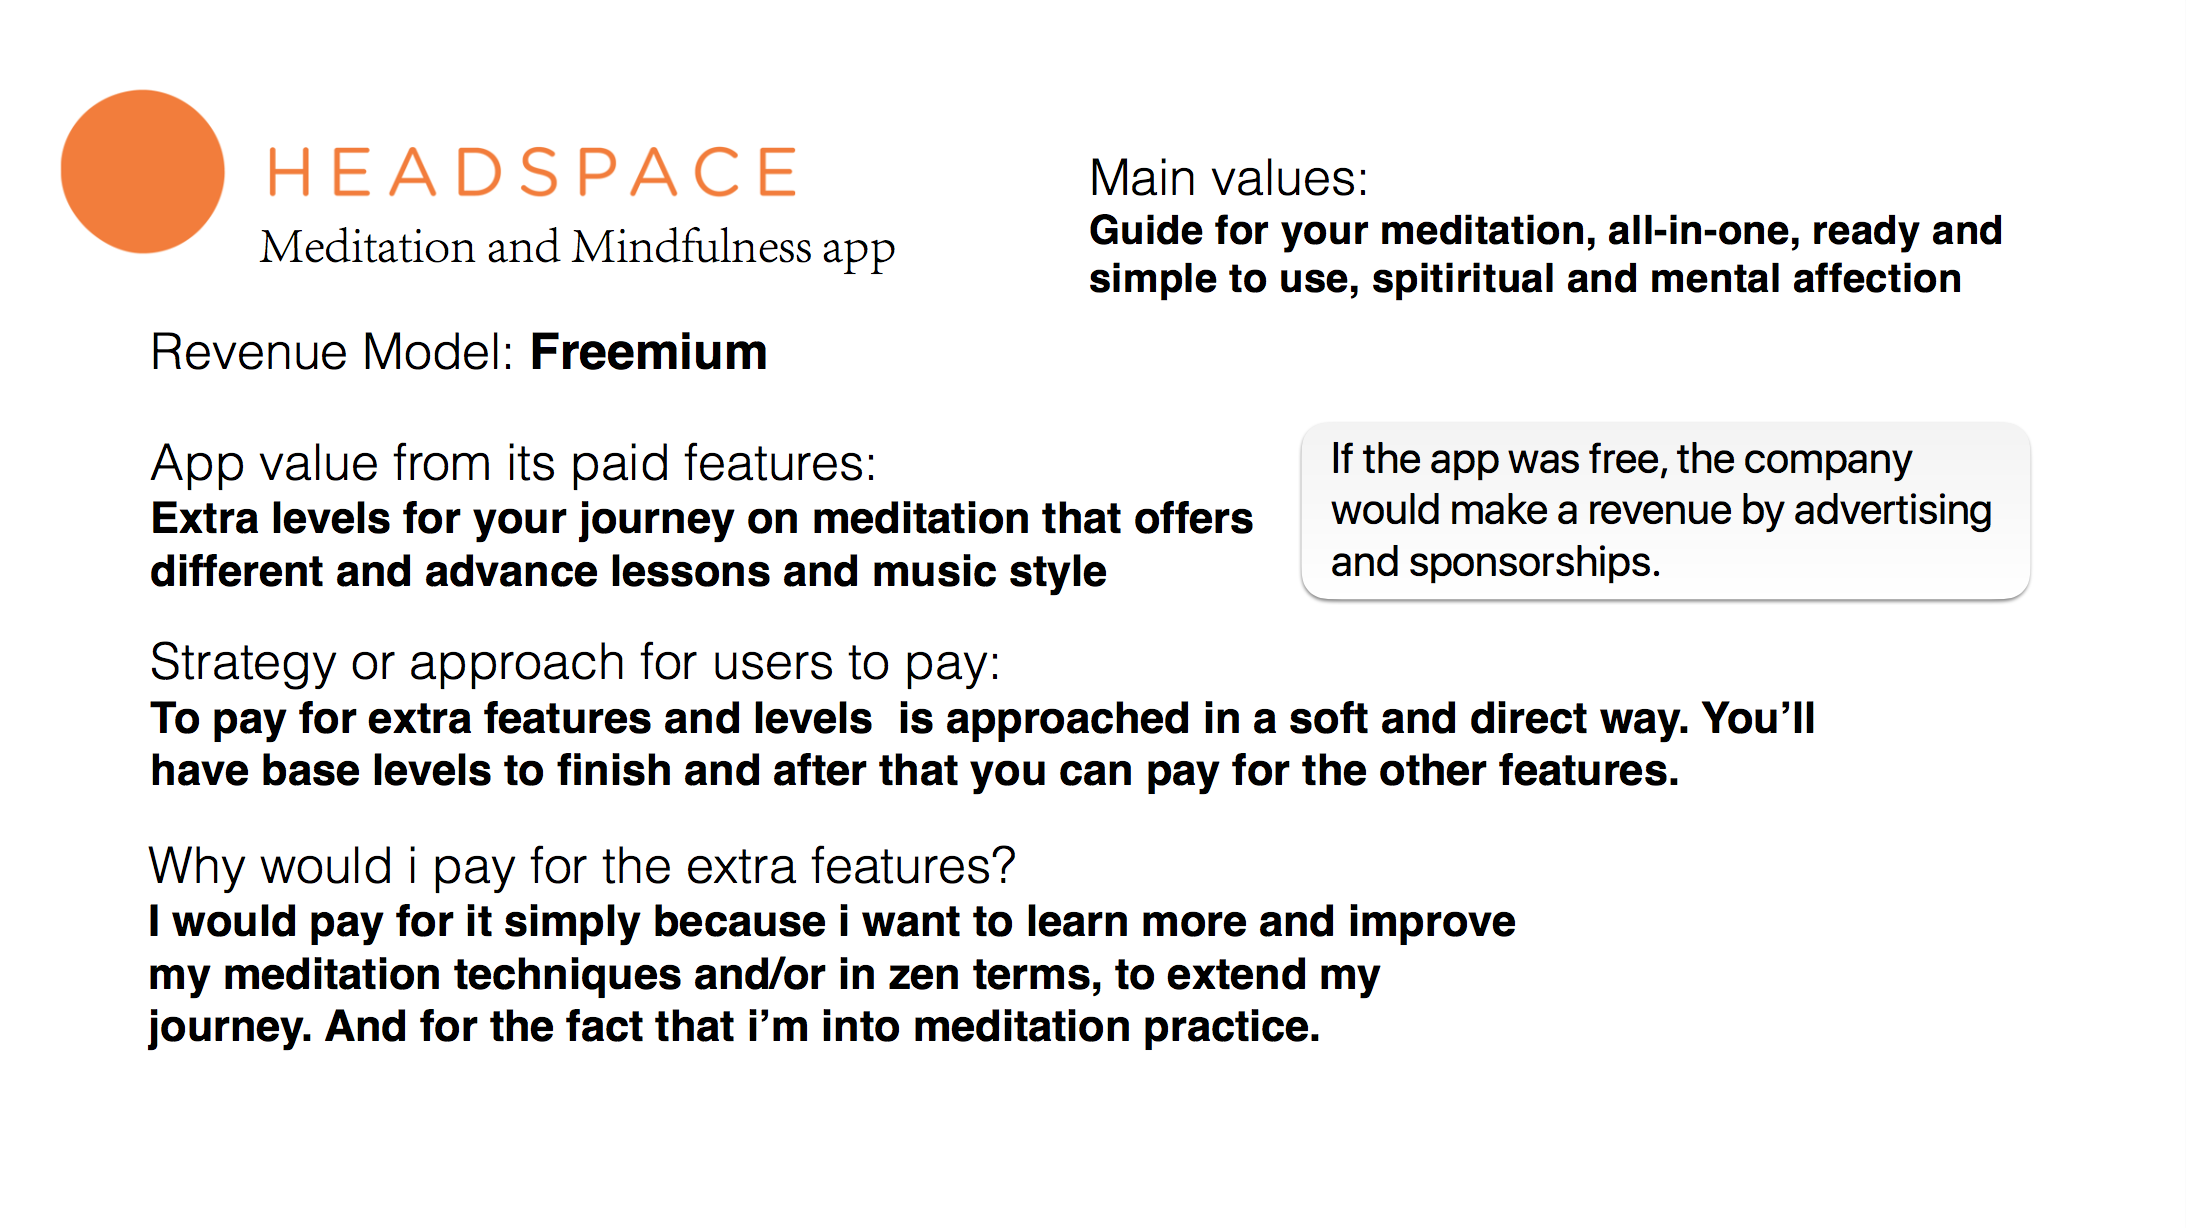 HEADSPACE
Meditation and Mindfulness app
Main values:
Guide for your meditation, all-in-one, ready and
simple to use, spitiritual and mental affection
Revenue Model: Freemium
App value from its paid features:
Extra levels for your journey on meditation that offers
different and advance lessons and music style
If the app was free, the company
would make a revenue by advertising
and sponsorships.
Strategy or approach for users to pay:
To pay for extra features and levels  is approached in a soft and direct way. You’ll
have base levels to finish and after that you can pay for the other features.
Why would i pay for the extra features?
I would pay for it simply because i want to learn more and improve
my meditation techniques and/or in zen terms, to extend my
journey. And for the fact that i’m into meditation practice.